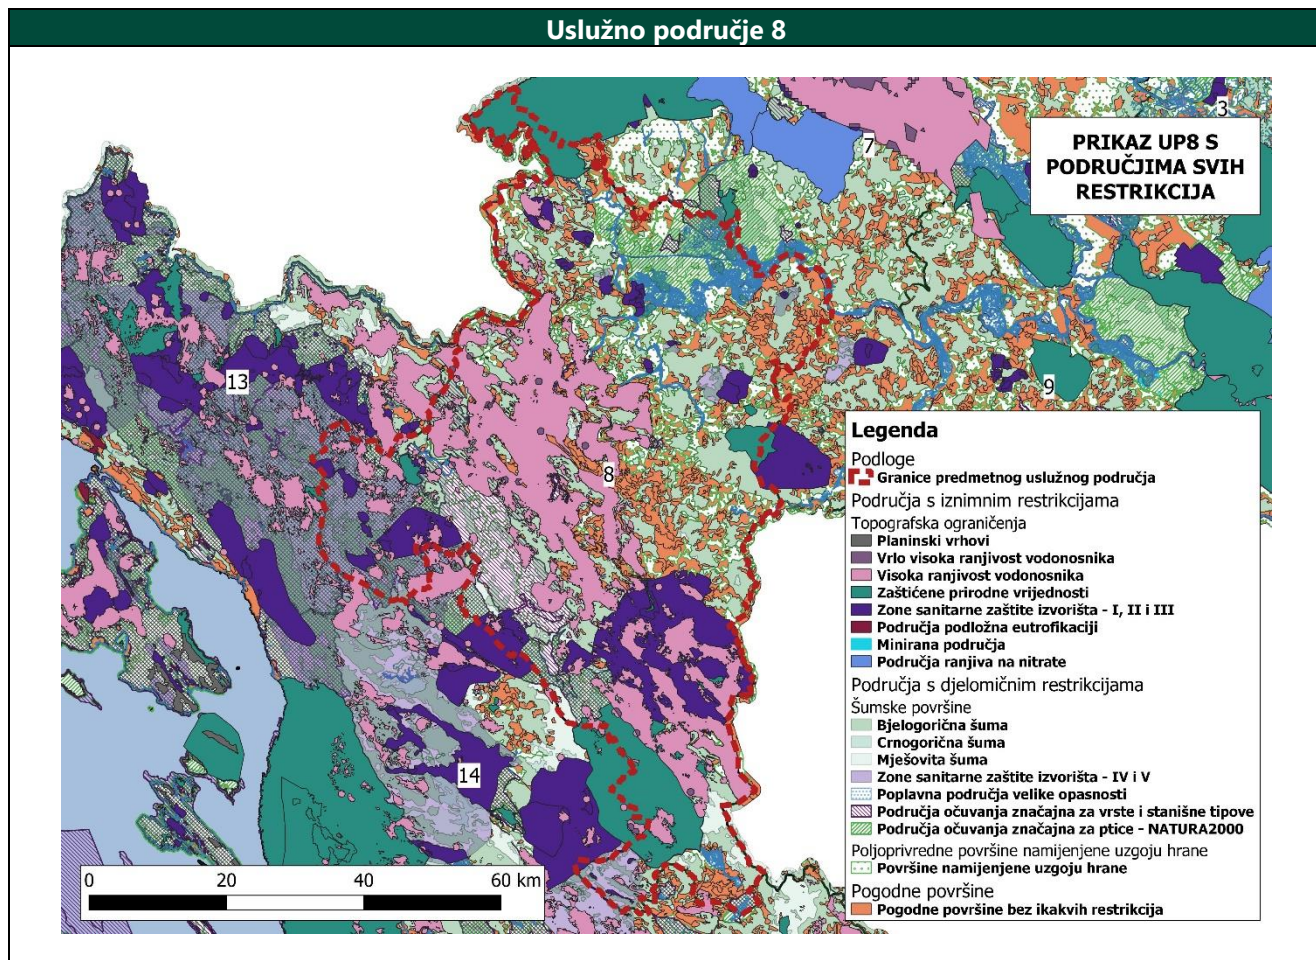 Uslužno područje 8
PRIKAZ UP8 S
PODRUČJIMA SVIH
RESTRIKCIJA
3
7
13
9
8
14
Legenda
Podloge
Granice predmetnog uslužnog područja
Područja s iznimnim restrikcijama
Topografska ograničenja
Planinski vrhovi
Vrlo visoka ranjivost vodonosnika
Visoka ranjivost vodonosnika
Zaštićene prirodne vrijednosti
Zone sanitarne zaštite izvorišta - I, II i III
Područja podložna eutrofikaciji
Minirana područja
Područja ranjiva na nitrate
Područja s djelomičnim restrikcijama
Šumske površine
Bjelogorična šuma
Crnogorična šuma
Mješovita šuma
Zone sanitarne zaštite izvorišta - IV i V
Poplavna područja velike opasnosti
Područja očuvanja značajna za vrste i stanišne tipove
Područja očuvanja značajna za ptice - NATURA2000
Poljoprivredne površine namijenjene uzgoju hrane
Površine namijenjene uzgoju hrane
Pogodne površine
Pogodne površine bez ikakvih restrikcija
0 20 40 60 km